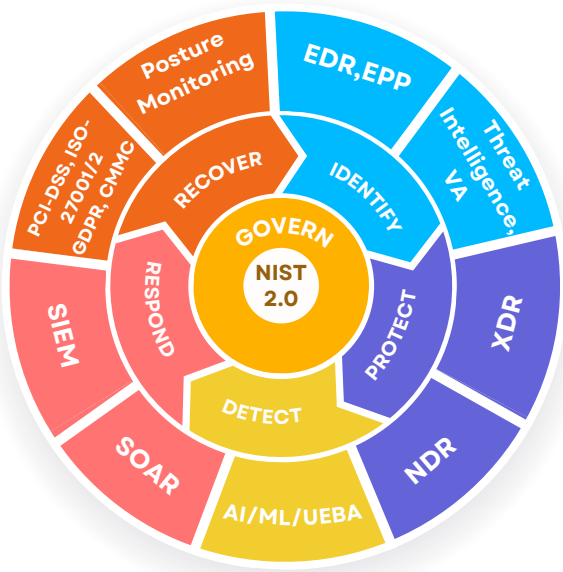 GOVERN
NIST
2.0
IDENTIFY
PROTECT
DETECT
RESPOND
RECOVER
EDR,EPP
Threat
Intelligence,
VA
XDR
NDR
AI/ML/UEBA
SOAR
SIEM
PCI-DSS, ISO-
27001/2
GDPR, CMMC
Posture
Monitoring